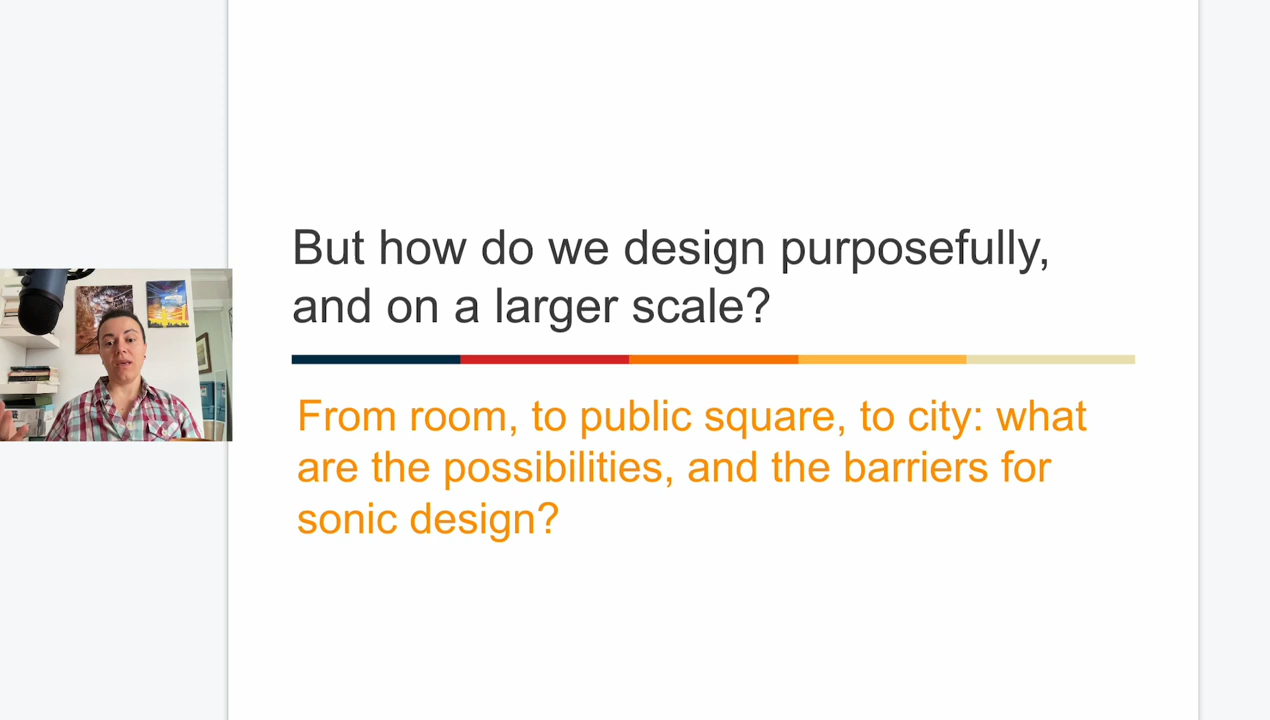 But how do we design purposefully,
and on a larger scale?
From room, to public square, to city: what
are the possibilities, and the barriers for
sonic design?